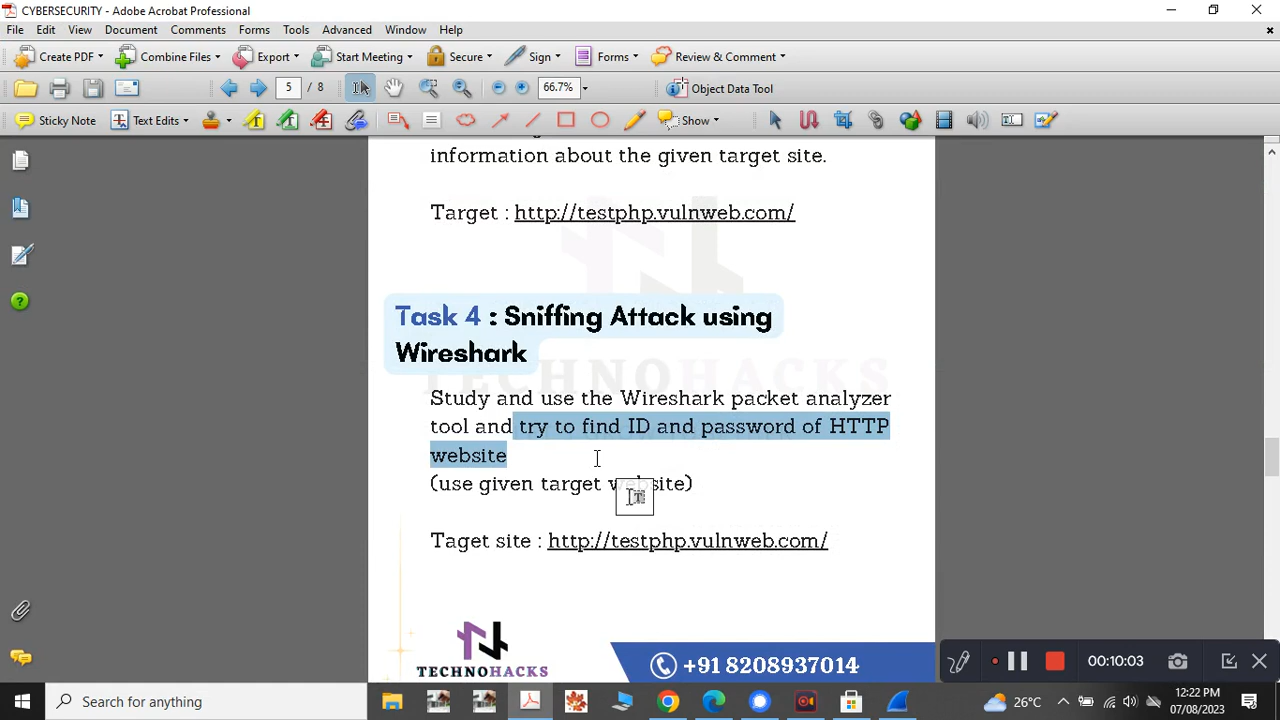 CYBERSECURITY - Adobe Acrobat Professional
File Edit View Document Comments Forms Tools Advanced Window Help
Create PDF Combine Files Export Start Meeting Secure Sign Forms Review & Comment
5 / 8 66.7% Object Data Tool
Sticky Note Text Edits Show
information about the given target site.
Target : http://testphp.vulnweb.com/
Task 4 : Sniffing Attack using
Wireshark
TECHNOHACKS
Study and use the Wireshark packet analyzer
tool and try to find ID and password of HTTP
website
(use given target website)
Taget site : http://testphp.vulnweb.com/
TECHNOHACKS
+91 8208937014
00:10:03
Search for anything
26°C
12:22 PM
07/08/2023